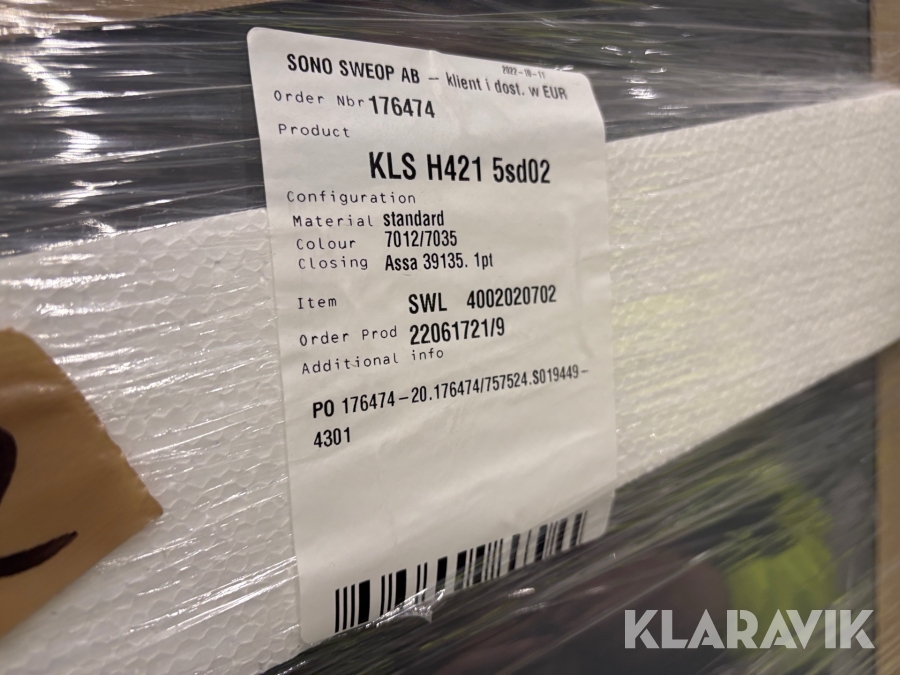 2022-10-11
SONO SWEOP AB – klient i dost. w EUR
Order Nbr 176474
Product
KLS H421 5sd02
Configuration
Material standard
Colour 7012/7035
Closing Assa 39135. 1pt
Item SWL 4002020702
Order Prod 22061721/9
Additional info
PO 176474–20.176474/757524.S019449–
4301
KLARAVIK